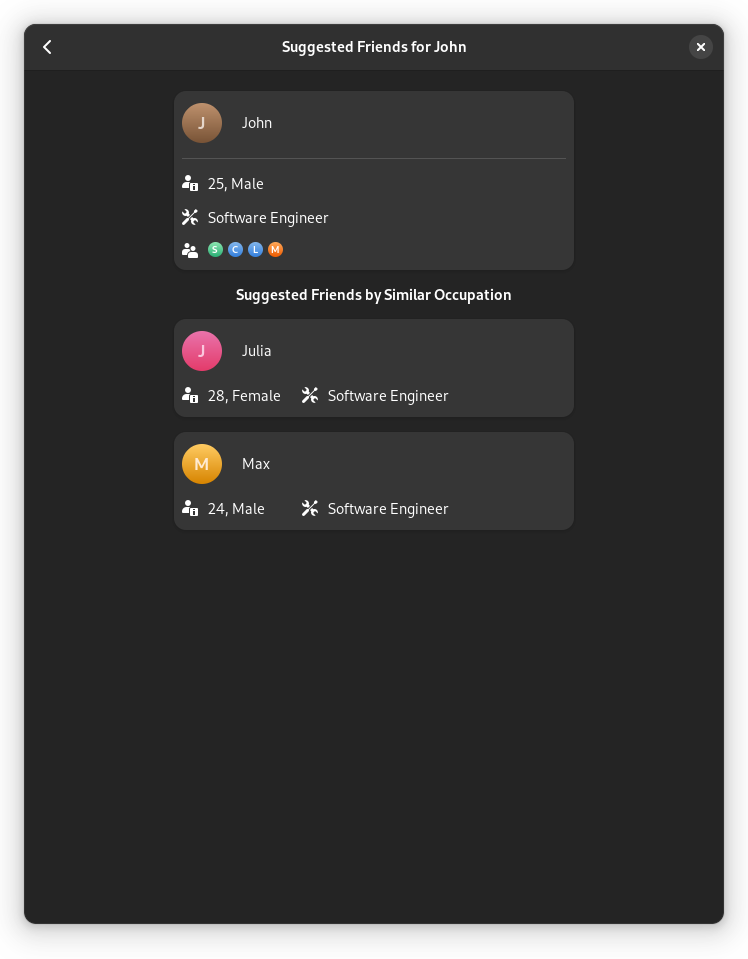 Suggested Friends for John
J John
25, Male
Software Engineer
S C L M
Suggested Friends by Similar Occupation
J Julia
28, Female Software Engineer
M Max
24, Male Software Engineer